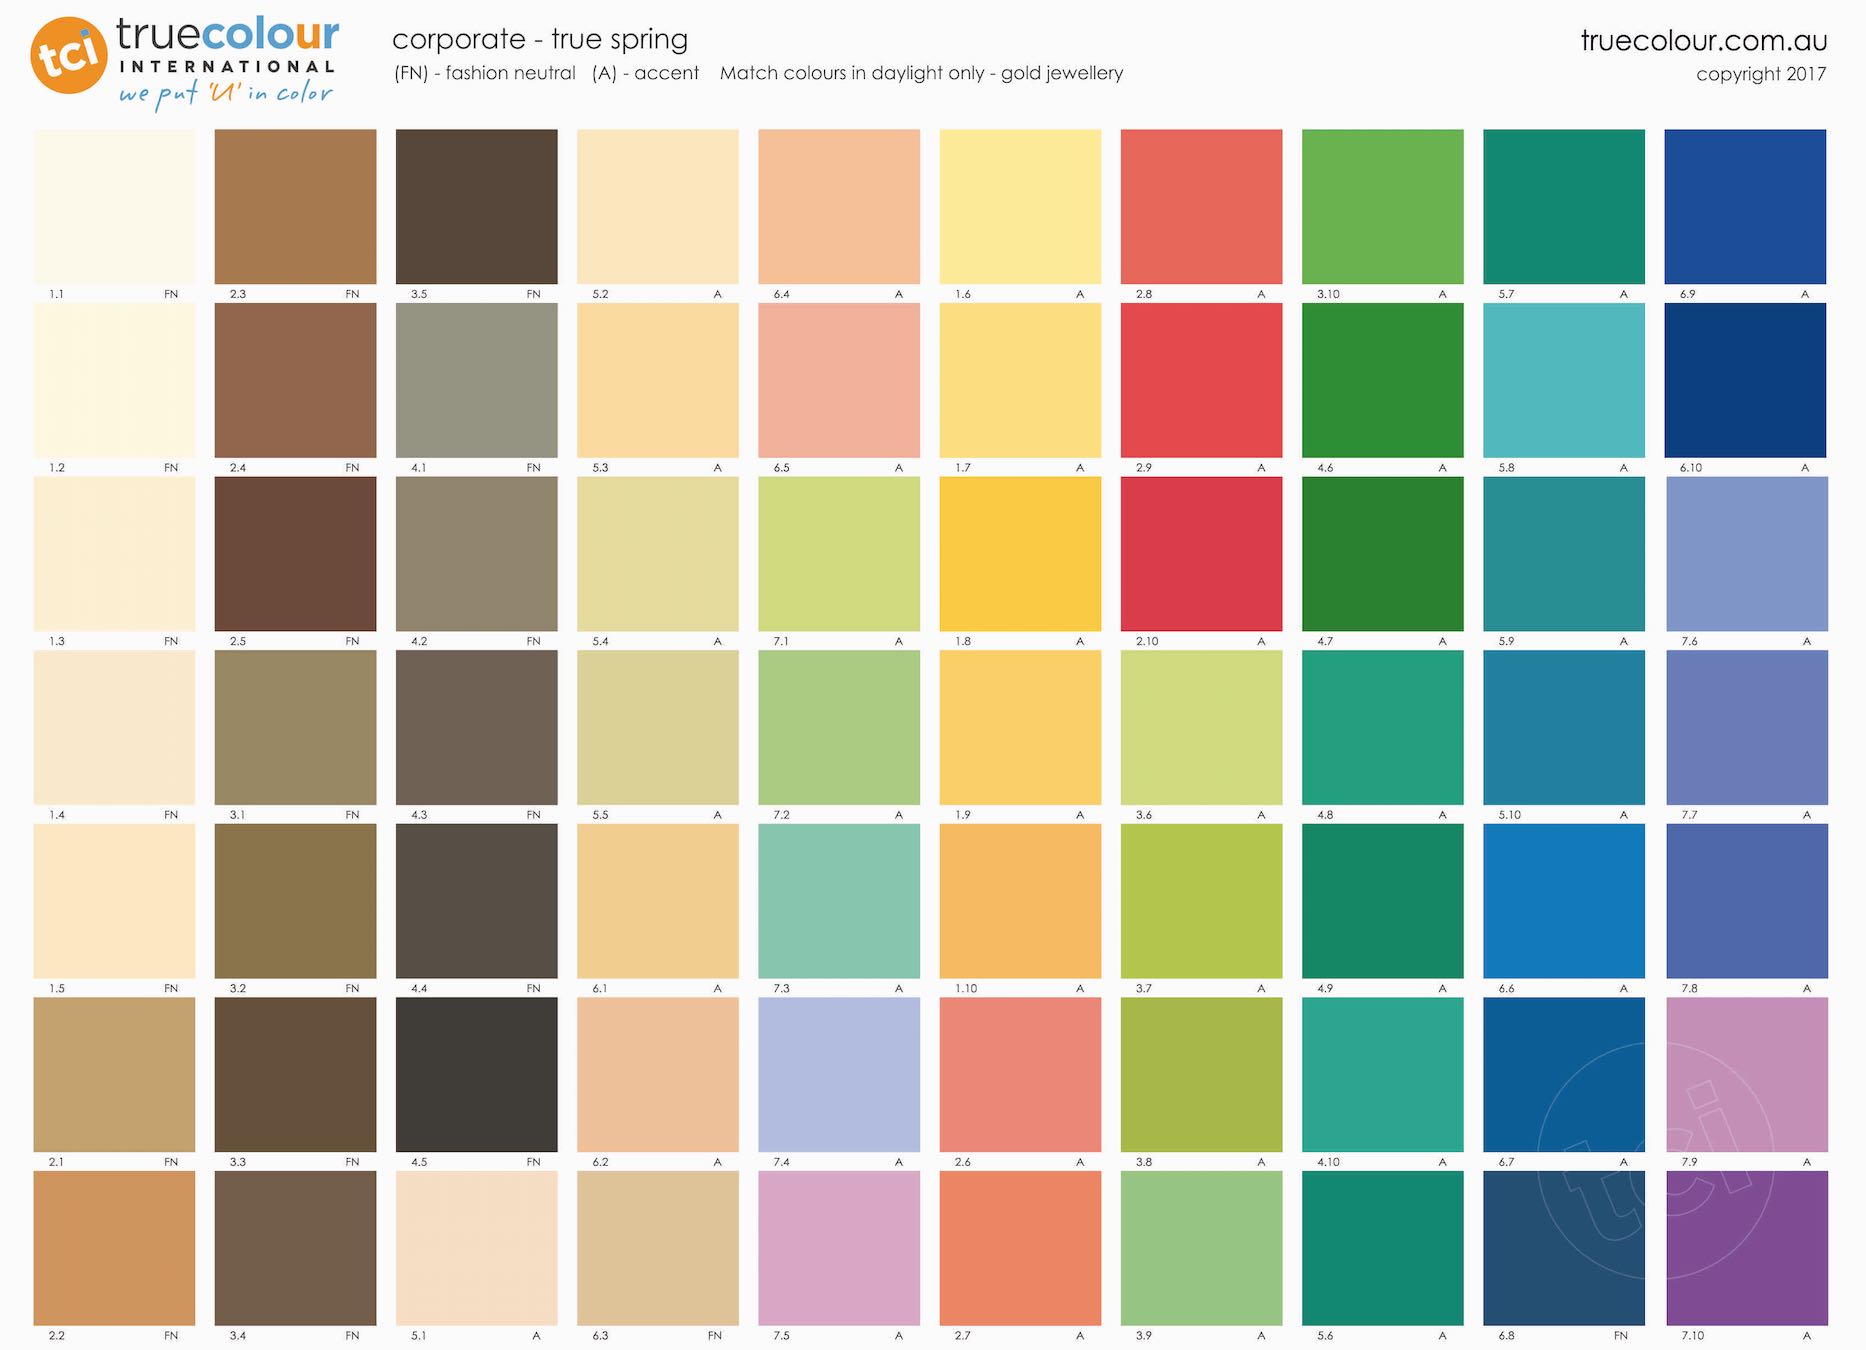 tci truecolour
INTERNATIONAL
we put 'U' in color
corporate - true spring
(FN) - fashion neutral (A) - accent Match colours in daylight only - gold jewellery
truecolour.com.au
copyright 2017
1.1 FN 2.3 FN 3.5 FN 5.2 A 6.4 A 1.6 A 2.8 A 3.10 A 5.7 A 6.9 A
1.2 FN 2.4 FN 4.1 FN 5.3 A 6.5 A 1.7 A 2.9 A 4.6 A 5.8 A 6.10 A
1.3 FN 2.5 FN 4.2 FN 5.4 A 7.1 A 1.8 A 2.10 A 4.7 A 5.9 A 7.6 A
1.4 FN 3.1 FN 4.3 FN 5.5 A 7.2 A 1.9 A 3.6 A 4.8 A 5.10 A 7.7 A
1.5 FN 3.2 FN 4.4 FN 6.1 A 7.3 A 1.10 A 3.7 A 4.9 A 6.6 A 7.8 A
2.1 FN 3.3 FN 4.5 FN 6.2 A 7.4 A 2.6 A 3.8 A 4.10 A 6.7 A 7.9 A
tci
2.2 FN 3.4 FN 5.1 A 6.3 FN 7.5 A 2.7 A 3.9 A 5.6 A 6.8 FN 7.10 A